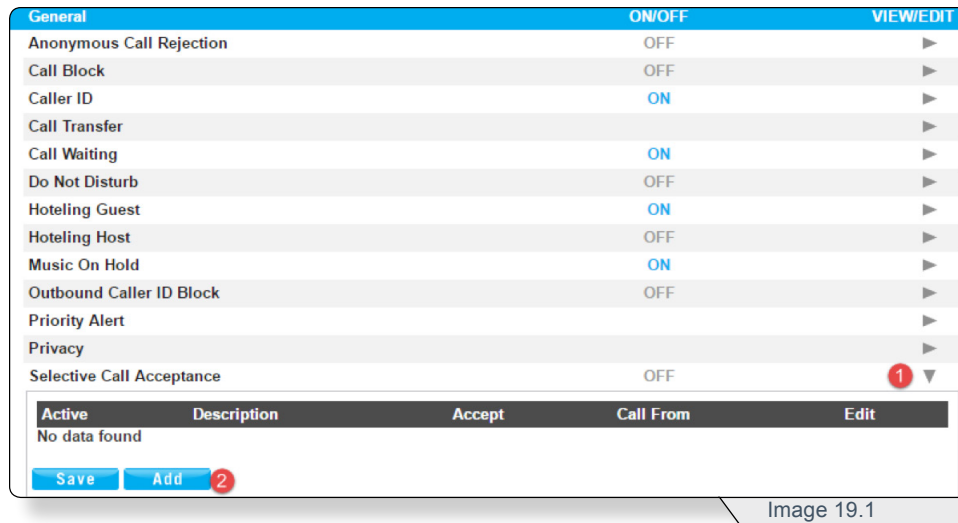 General ON/OFF VIEW/EDIT
Anonymous Call Rejection OFF
Call Block OFF
Caller ID ON
Call Transfer
Call Waiting ON
Do Not Disturb OFF
Hoteling Guest ON
Hoteling Host OFF
Music On Hold ON
Outbound Caller ID Block OFF
Priority Alert
Privacy
Selective Call Acceptance OFF 1
Active Description Accept Call From Edit
No data found
Save Add 2
Image 19.1